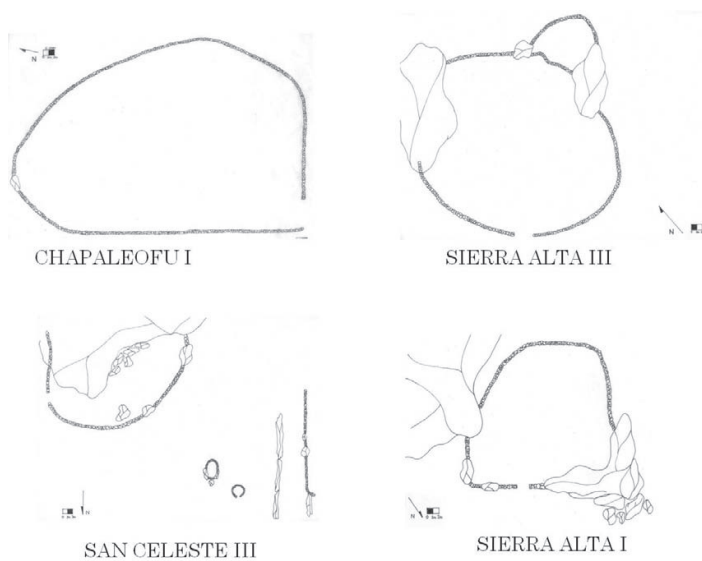 N
CHAPALEOFU I
N
SIERRA ALTA III
N
SAN CELESTE III
N
SIERRA ALTA I